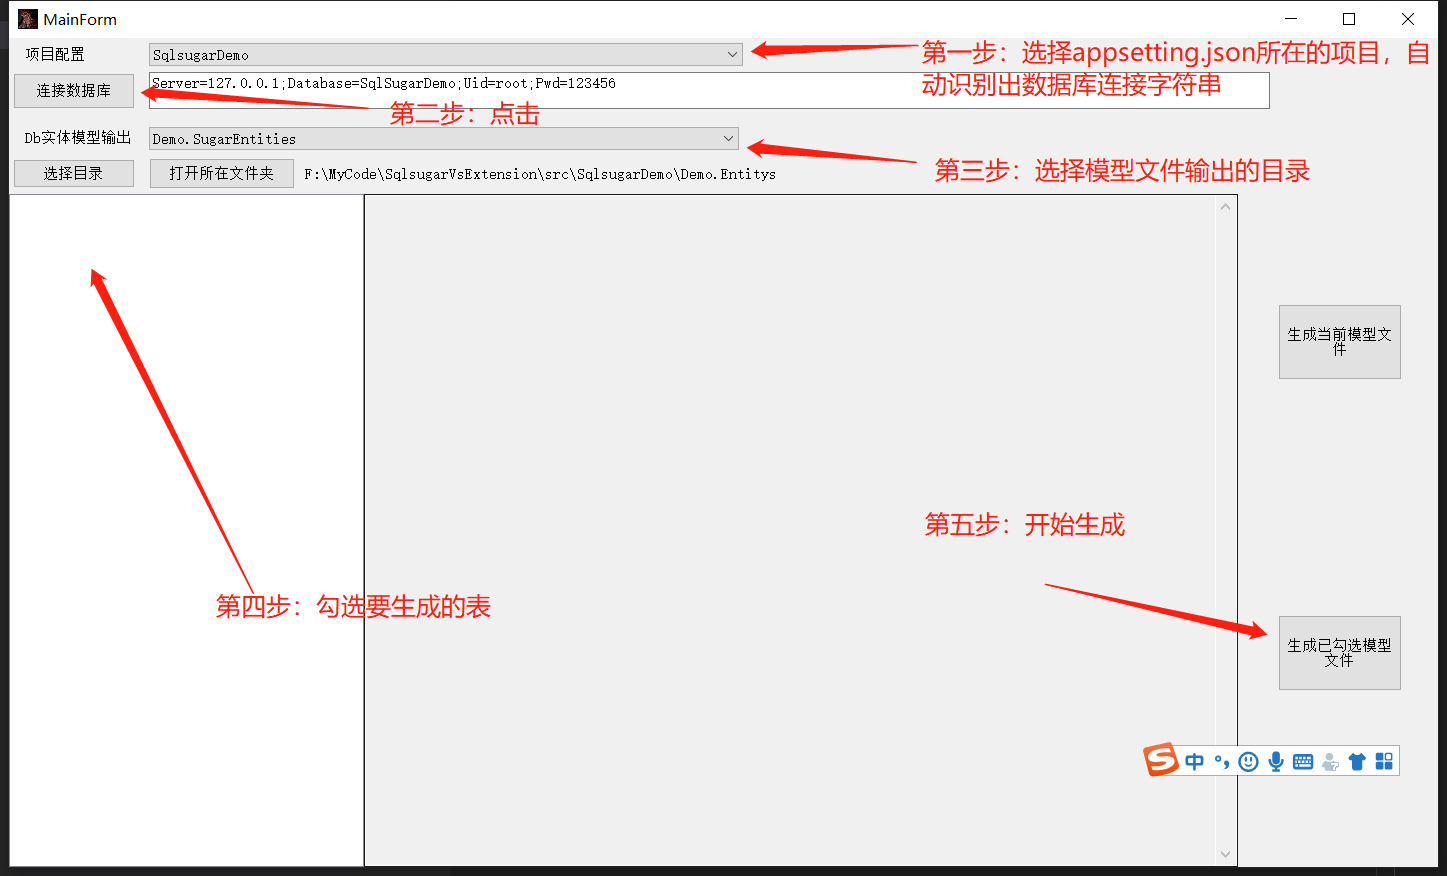 MainForm
项目配置
SqlsugarDemo
第一步：选择appsetting.json所在的项目，自
动识别出数据库连接字符串
连接数据库
Server=127.0.0.1;Database=SqlSugarDemo;Uid=root;Pwd=123456
第二步：点击
Db实体模型输出
Demo.SugarEntities
第三步：选择模型文件输出的目录
选择目录
打开所在文件夹
F:\MyCode\SqlsugarVsExtension\src\SqlsugarDemo\Demo.Entitys
生成当前模型文
件
第五步：开始生成
第四步：勾选要生成的表
生成已勾选模型
文件
S
中